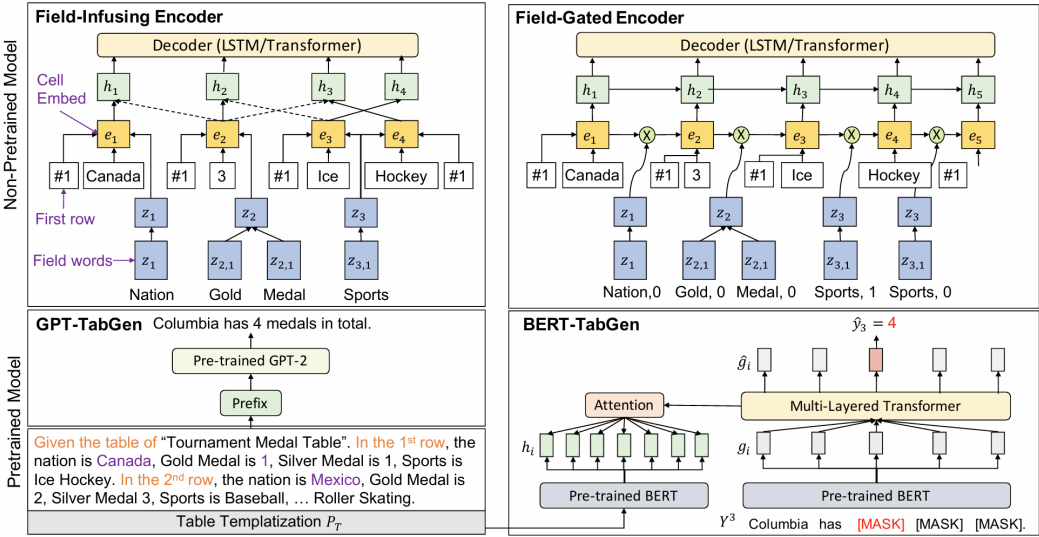 Non-Pretrained Model
Field-Infusing Encoder
Decoder (LSTM/Transformer)
Cell
Embed
h₁ h₂ h₃ h₄
e₁ e₂ e₃ e₄
#1 Canada #1 3 #1 Ice Hockey #1
First row
z₁ z₂ z₃
Field words
z₁ z₂,₁ z₂,₁ z₃,₁
Nation Gold Medal Sports
Field-Gated Encoder
Decoder (LSTM/Transformer)
h₁ h₂ h₃ h₄ h₅
e₁ X e₂ X e₃ X e₄ X e₅
#1 Canada #1 3 #1 Ice Hockey #1
z₁ z₂ z₃ z₃
z₁ z₂,₁ z₂,₁ z₃,₁ z₃,₁
Nation,0 Gold, 0 Medal, 0 Sports, 1 Sports, 0
Pretrained Model
GPT-TabGen Columbia has 4 medals in total.
Pre-trained GPT-2
Prefix
Given the table of “Tournament Medal Table”. In the 1st row, the
nation is Canada, Gold Medal is 1, Silver Medal is 1, Sports is
Ice Hockey. In the 2nd row, the nation is Mexico, Gold Medal is
2, Silver Medal 3, Sports is Baseball, … Roller Skating.
Table Templatization P_T
BERT-TabGen
ŷ₃ = 4
ĝᵢ
Attention
Multi-Layered Transformer
hᵢ
gᵢ
Pre-trained BERT
Pre-trained BERT
Y³ Columbia has [MASK] [MASK] [MASK].